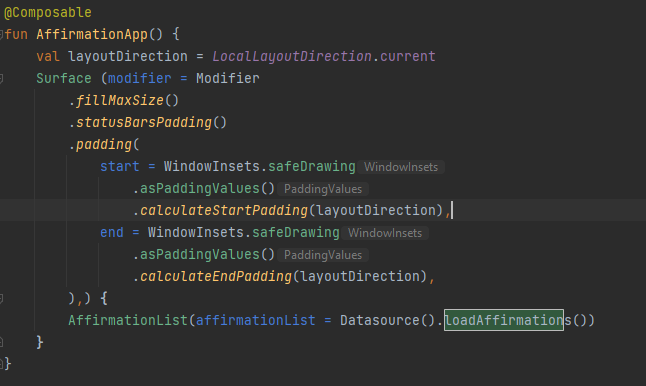 @Composable
fun AffirmationApp() {
val layoutDirection = LocalLayoutDirection.current
Surface (modifier = Modifier
.fillMaxSize()
.statusBarsPadding()
.padding(
start = WindowInsets.safeDrawing WindowInsets
.asPaddingValues() PaddingValues
.calculateStartPadding(layoutDirection),
end = WindowInsets.safeDrawing WindowInsets
.asPaddingValues() PaddingValues
.calculateEndPadding(layoutDirection),
),) {
AffirmationList(affirmationList = Datasource().loadAffirmations())
}
}